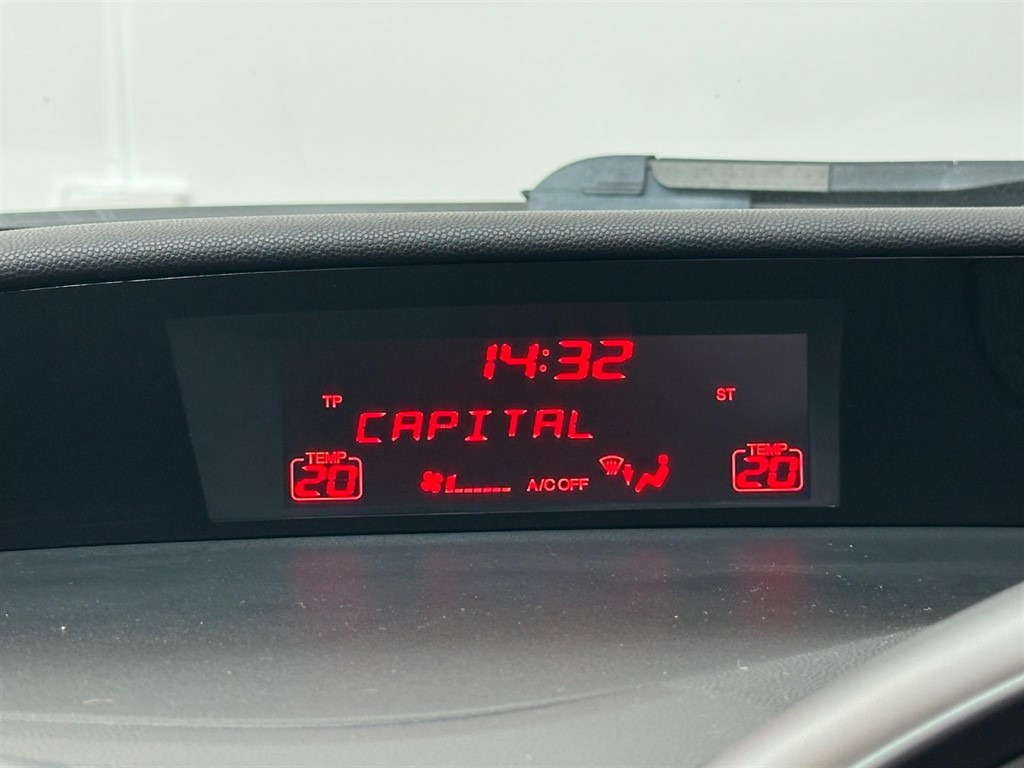 14:32
TP ST
CAPITAL
TEMP TEMP
20 A/C OFF 20